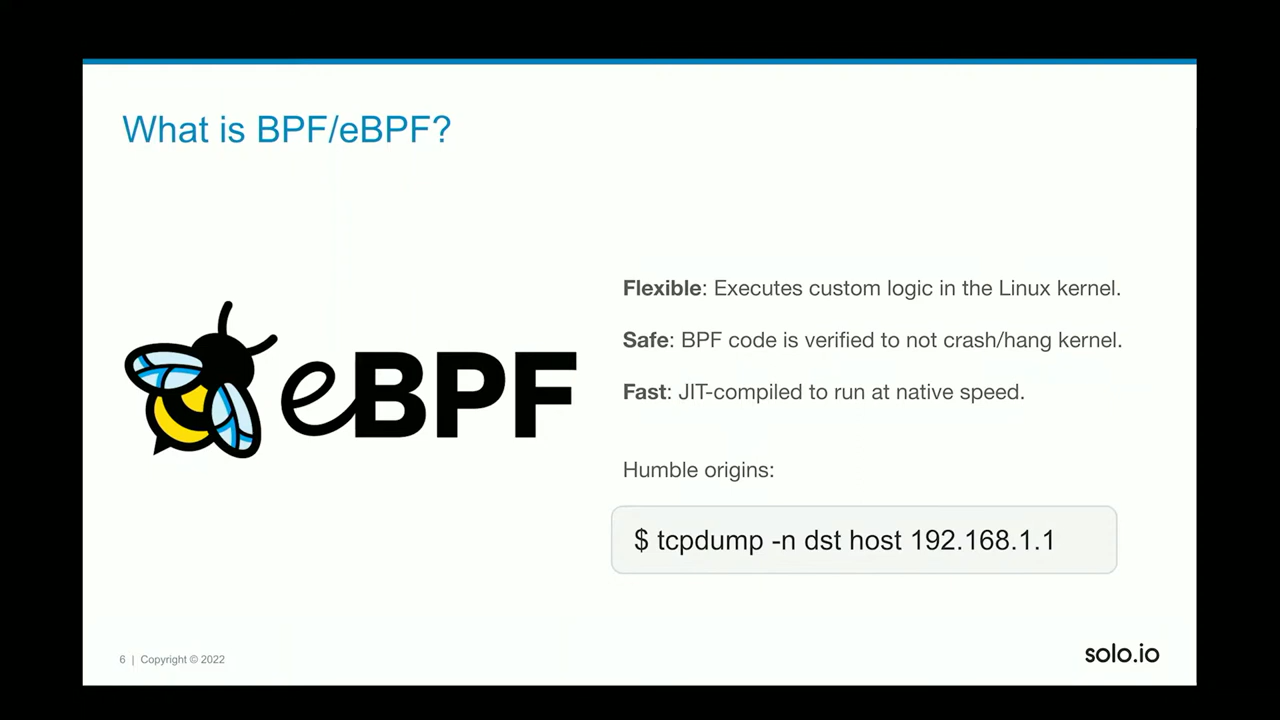 What is BPF/eBPF?
eBPF
Flexible: Executes custom logic in the Linux kernel.
Safe: BPF code is verified to not crash/hang kernel.
Fast: JIT-compiled to run at native speed.
Humble origins:
$ tcpdump -n dst host 192.168.1.1
6 | Copyright © 2022
solo.io